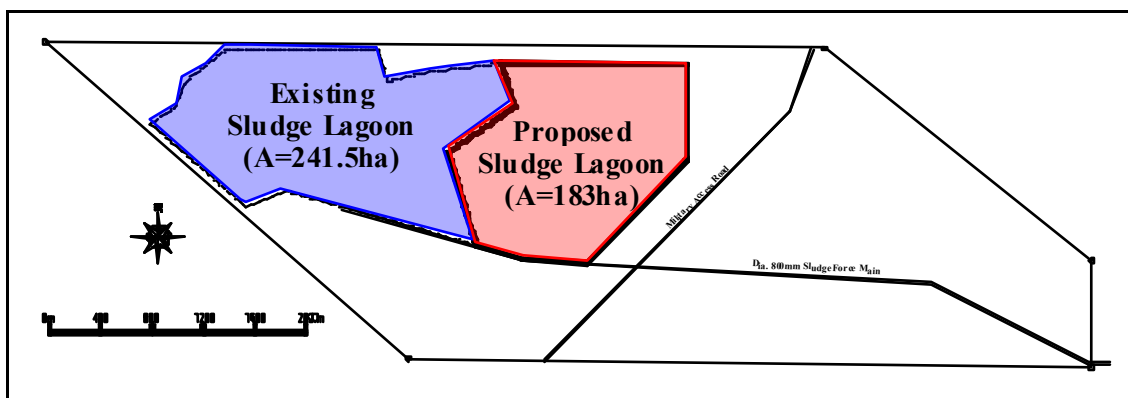 Existing
Sludge Lagoon
(A=241.5ha)
Proposed
Sludge Lagoon
(A=183ha)
Military Access Road
Dia. 800mm Sludge Force Main
0m 400 800 1200 1600